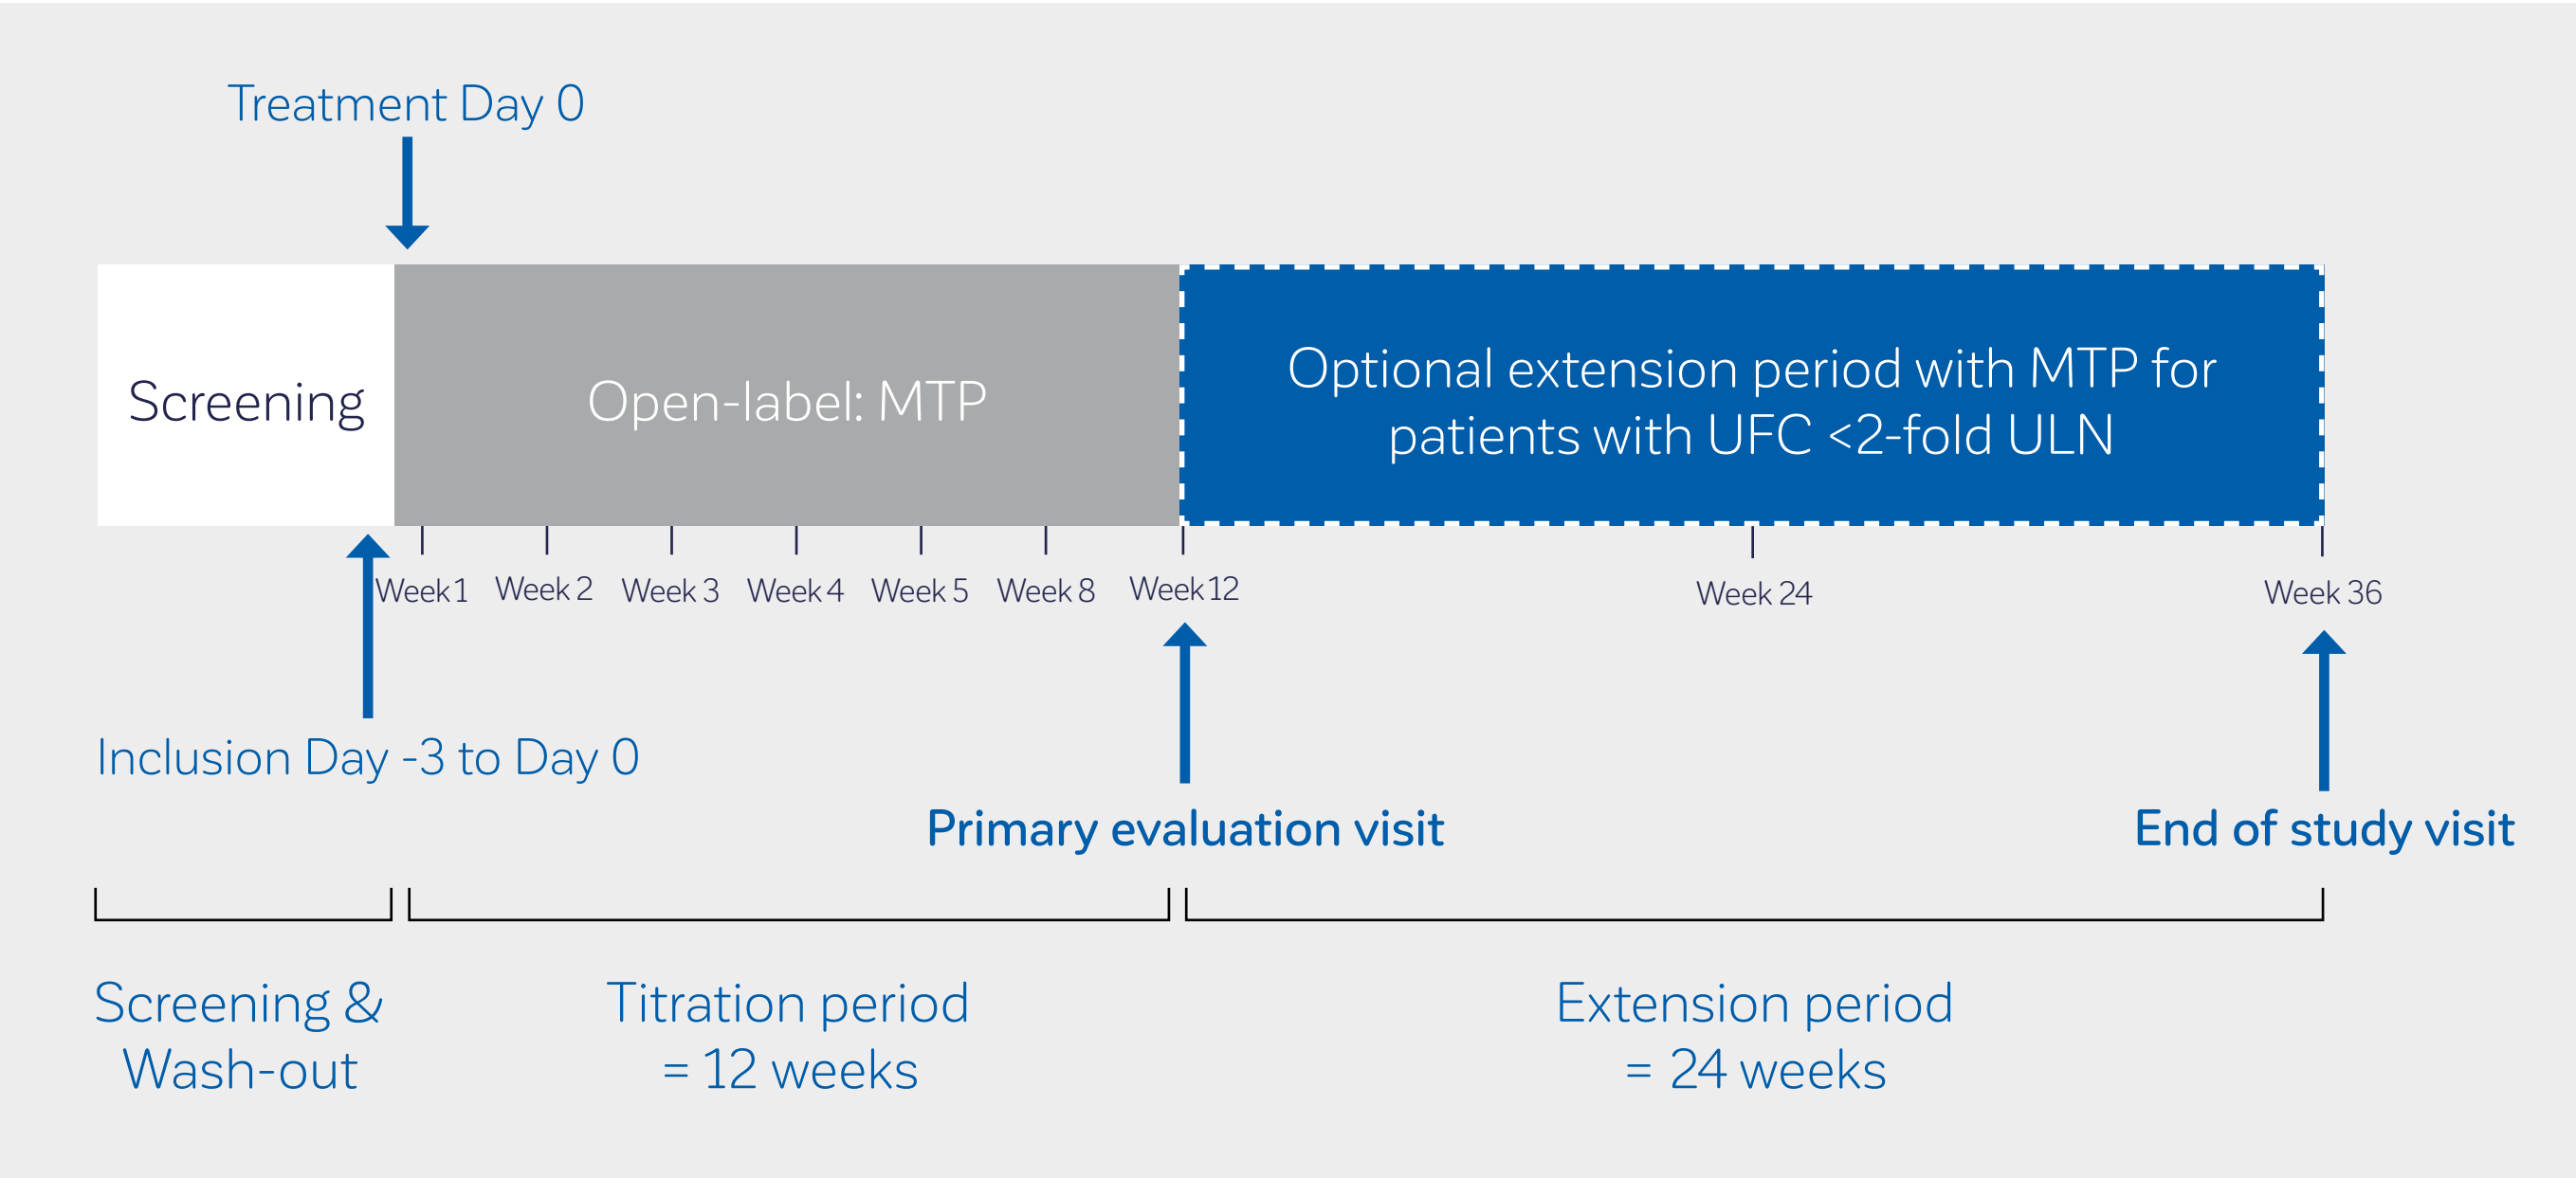 Treatment Day 0
Screening
Open-label: MTP
Optional extension period with MTP for
patients with UFC <2-fold ULN
Week 1
Week 2
Week 3
Week 4
Week 5
Week 8
Week 12
Week 24
Week 36
Inclusion Day -3 to Day 0
Primary evaluation visit
End of study visit
Screening &
Wash-out
Titration period
= 12 weeks
Extension period
= 24 weeks